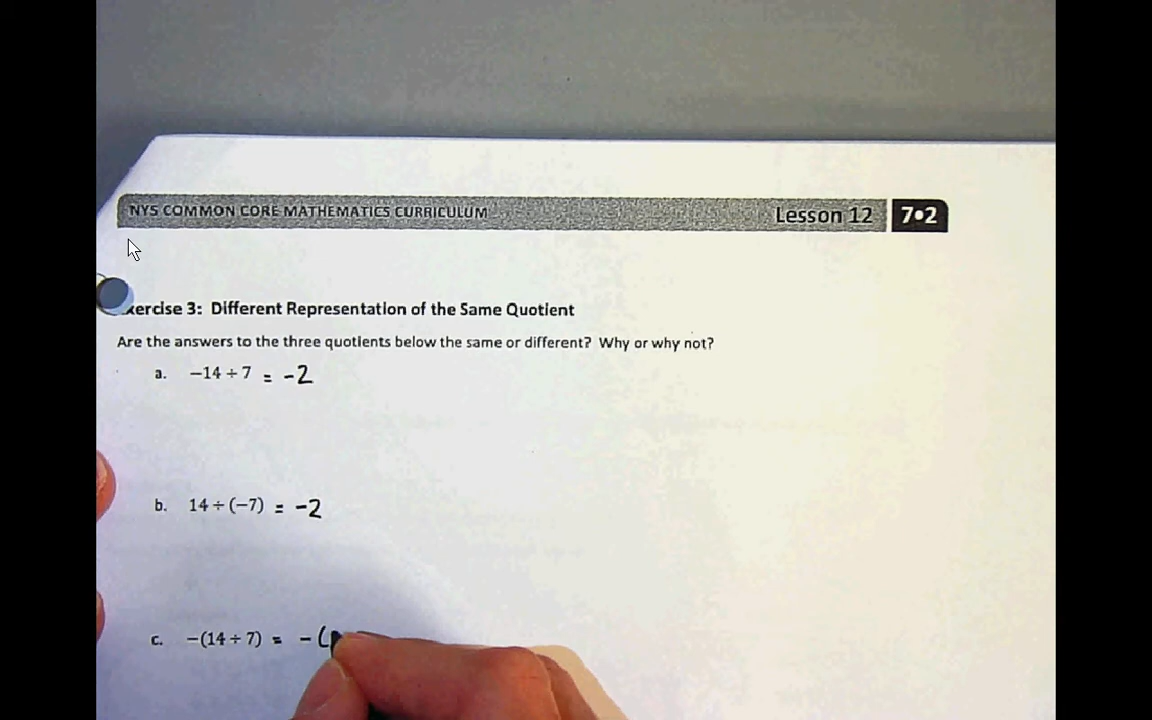 NYS COMMON CORE MATHEMATICS CURRICULUM Lesson 12 7•2
Exercise 3: Different Representation of the Same Quotient
Are the answers to the three quotients below the same or different? Why or why not?
a. −14 ÷ 7 = -2
b. 14 ÷ (−7) = -2
c. −(14 ÷ 7) = -(